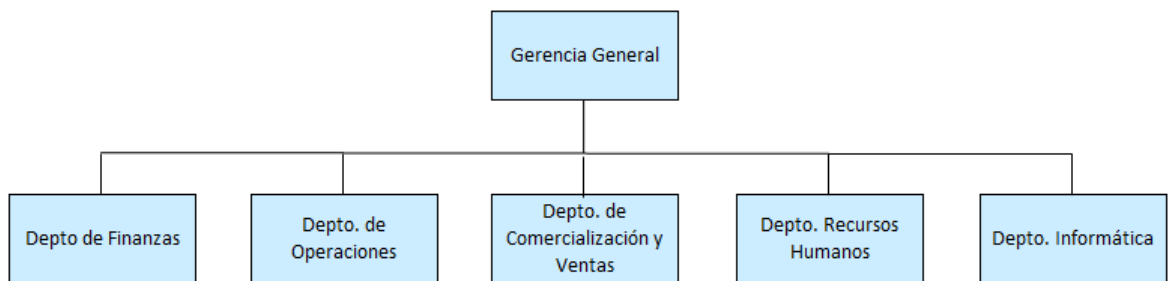 Gerencia General
Depto de Finanzas
Depto. de
Operaciones
Depto. de
Comercialización y
Ventas
Depto. Recursos
Humanos
Depto. Informática